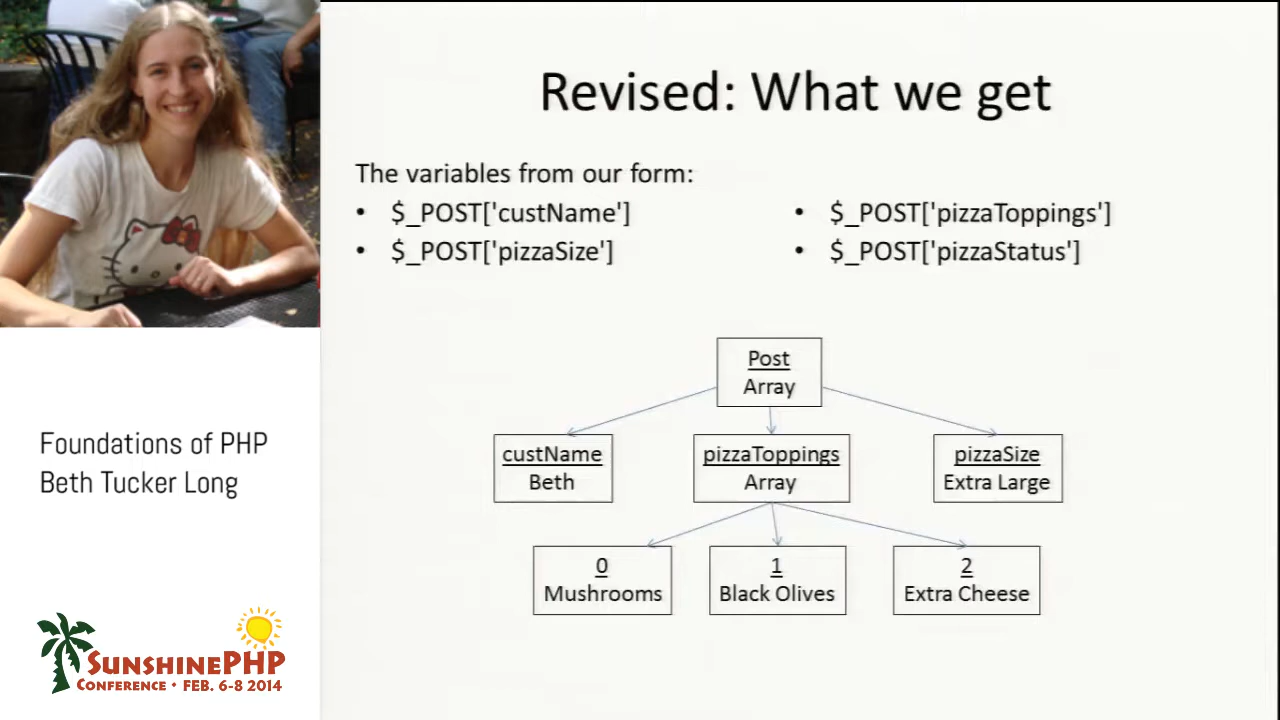 Revised: What we get
The variables from our form:
• $_POST['custName']
• $_POST['pizzaSize']
• $_POST['pizzaToppings']
• $_POST['pizzaStatus']
Post
Array
custName
Beth
pizzaToppings
Array
pizzaSize
Extra Large
0
Mushrooms
1
Black Olives
2
Extra Cheese
Foundations of PHP
Beth Tucker Long
SUNSHINEPHP
CONFERENCE • FEB. 6-8 2014